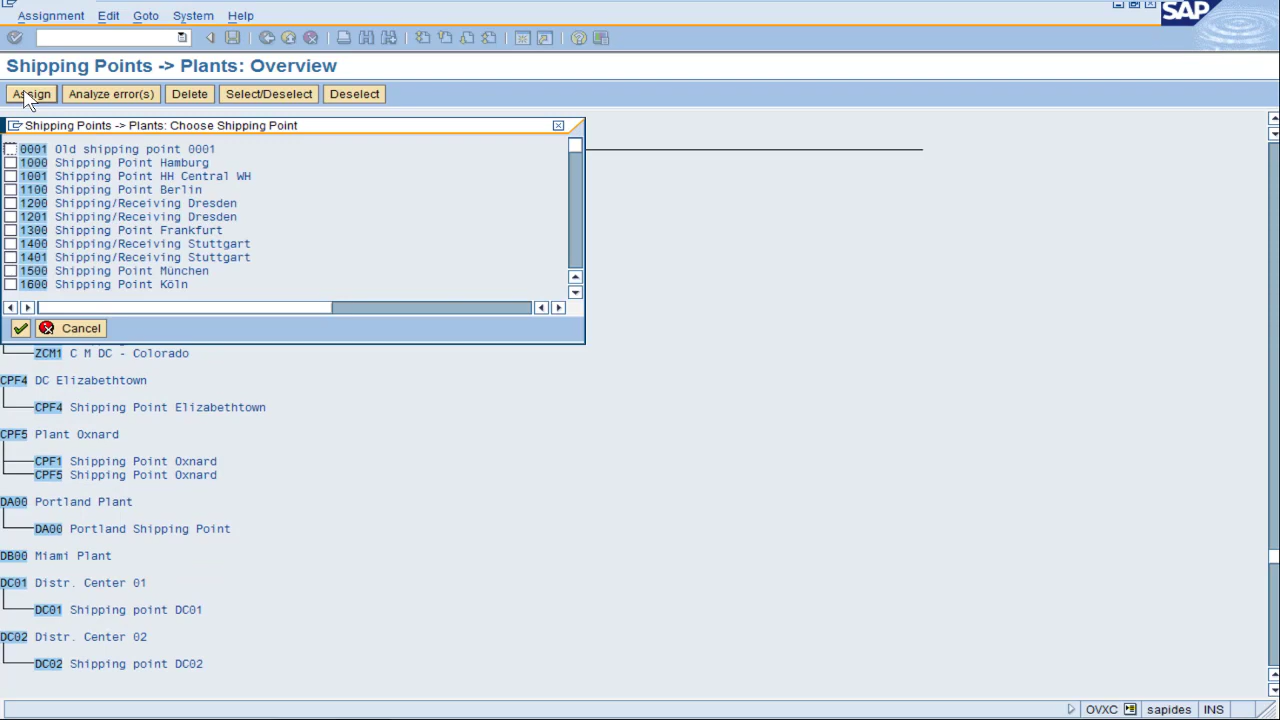 Assignment Edit Goto System Help
SAP
Shipping Points -> Plants: Overview
Assign Analyze error(s) Delete Select/Deselect Deselect
Shipping Points -> Plants: Choose Shipping Point
0001 Old shipping point 0001
1000 Shipping Point Hamburg
1001 Shipping Point HH Central WH
1100 Shipping Point Berlin
1200 Shipping/Receiving Dresden
1201 Shipping/Receiving Dresden
1300 Shipping Point Frankfurt
1400 Shipping/Receiving Stuttgart
1401 Shipping/Receiving Stuttgart
1500 Shipping Point München
1600 Shipping Point Köln
Cancel
ZCM1 C M DC - Colorado
CPF4 DC Elizabethtown
CPF4 Shipping Point Elizabethtown
CPF5 Plant Oxnard
CPF1 Shipping Point Oxnard
CPF5 Shipping Point Oxnard
DA00 Portland Plant
DA00 Portland Shipping Point
DB00 Miami Plant
DC01 Distr. Center 01
DC01 Shipping point DC01
DC02 Distr. Center 02
DC02 Shipping point DC02
OVXC sapides INS